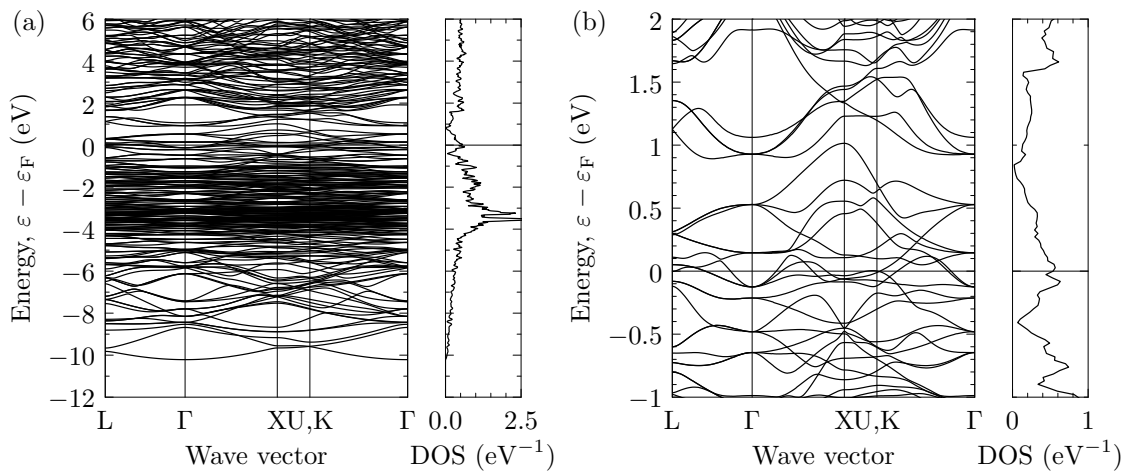 (a)
Energy, ε − εF (eV)
6
4
2
0
−2
−4
−6
−8
−10
−12
L Γ XU,K Γ
Wave vector
0.0 2.5
DOS (eV−1)
(b)
Energy, ε − εF (eV)
2
1.5
1
0.5
0
−0.5
−1
L Γ XU,K Γ
Wave vector
0 1
DOS (eV−1)